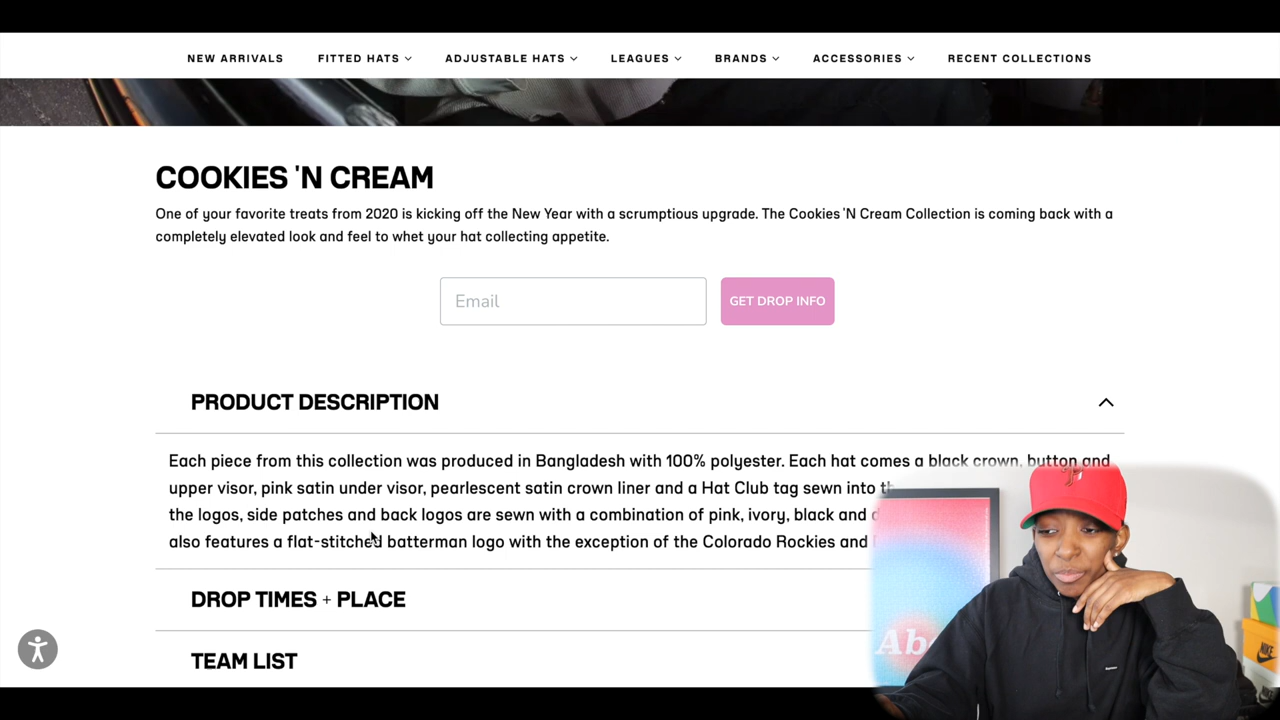 NEW ARRIVALS FITTED HATS ADJUSTABLE HATS LEAGUES BRANDS ACCESSORIES RECENT COLLECTIONS
COOKIES 'N CREAM
One of your favorite treats from 2020 is kicking off the New Year with a scrumptious upgrade. The Cookies 'N Cream Collection is coming back with a
completely elevated look and feel to whet your hat collecting appetite.
Email GET DROP INFO
PRODUCT DESCRIPTION
Each piece from this collection was produced in Bangladesh with 100% polyester. Each hat comes a black crown, button and
upper visor, pink satin under visor, pearlescent satin crown liner and a Hat Club tag sewn into
the logos, side patches and back logos are sewn with a combination of pink, ivory, black and
also features a flat-stitched batterman logo with the exception of the Colorado Rockies and
DROP TIMES + PLACE
TEAM LIST
NIKE